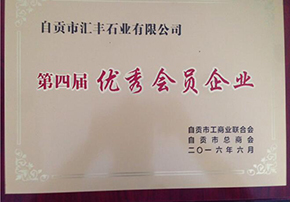 自贡市汇丰石业有限公司
第四届 优秀会员企业
自贡市工商业联合会
自贡市总商会
二〇一六年六月